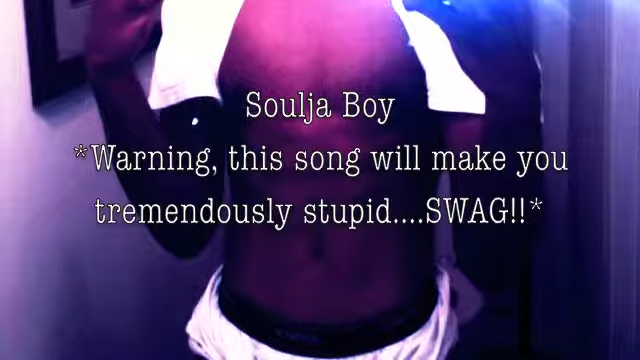 Soulja Boy
*Warning, this song will make you
tremendously stupid....SWAG!!*